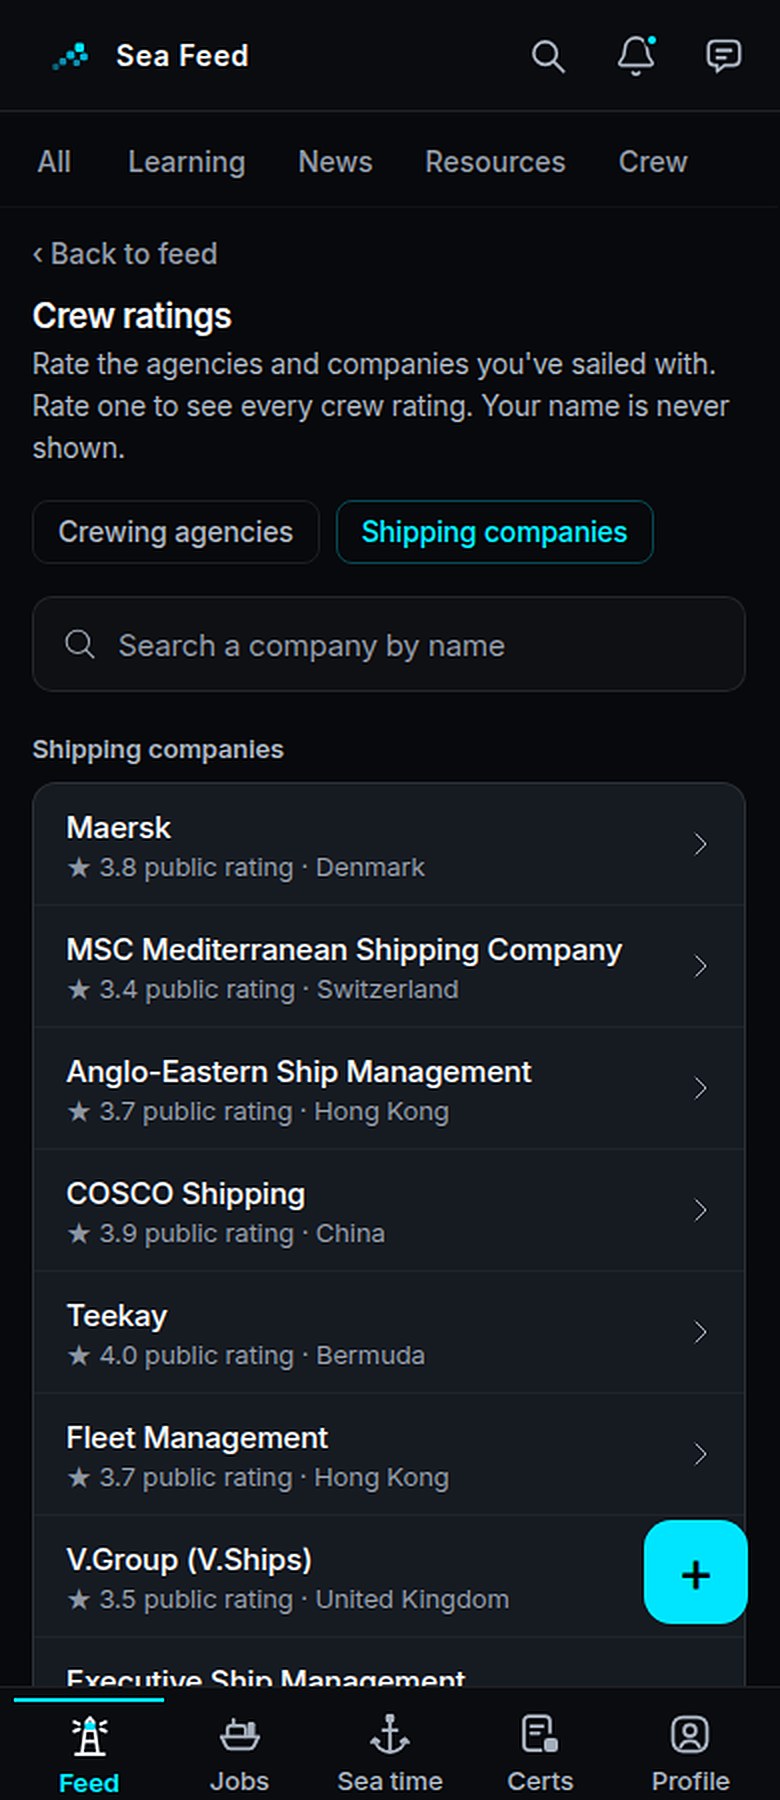 Sea Feed
All Learning News Resources Crew
‹ Back to feed
Crew ratings
Rate the agencies and companies you've sailed with.
Rate one to see every crew rating. Your name is never
shown.
Crewing agencies Shipping companies
Search a company by name
Shipping companies
Maersk
★ 3.8 public rating · Denmark
MSC Mediterranean Shipping Company
★ 3.4 public rating · Switzerland
Anglo-Eastern Ship Management
★ 3.7 public rating · Hong Kong
COSCO Shipping
★ 3.9 public rating · China
Teekay
★ 4.0 public rating · Bermuda
Fleet Management
★ 3.7 public rating · Hong Kong
V.Group (V.Ships)
★ 3.5 public rating · United Kingdom
Executive Ship Management
Feed Jobs Sea time Certs Profile